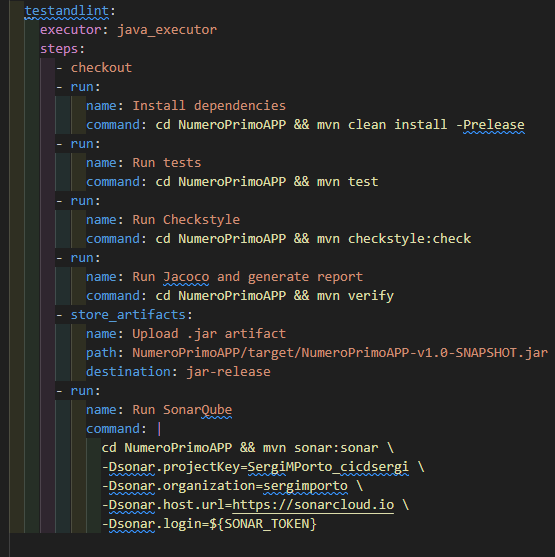 testandlint:
executor: java_executor
steps:
- checkout
- run:
name: Install dependencies
command: cd NumeroPrimoAPP && mvn clean install -Prelease
- run:
name: Run tests
command: cd NumeroPrimoAPP && mvn test
- run:
name: Run Checkstyle
command: cd NumeroPrimoAPP && mvn checkstyle:check
- run:
name: Run Jacoco and generate report
command: cd NumeroPrimoAPP && mvn verify
- store_artifacts:
name: Upload .jar artifact
path: NumeroPrimoAPP/target/NumeroPrimoAPP-v1.0-SNAPSHOT.jar
destination: jar-release
- run:
name: Run SonarQube
command: |
cd NumeroPrimoAPP && mvn sonar:sonar \
-Dsonar.projectKey=SergiMPorto_cicdsergi \
-Dsonar.organization=sergimporto \
-Dsonar.host.url=https://sonarcloud.io \
-Dsonar.login=${SONAR_TOKEN}